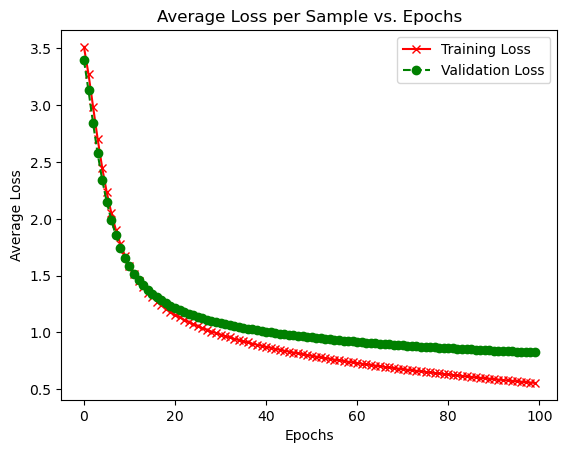 Average Loss per Sample vs. Epochs
Training Loss
Validation Loss
Average Loss
3.5
3.0
2.5
2.0
1.5
1.0
0.5
0 20 40 60 80 100
Epochs